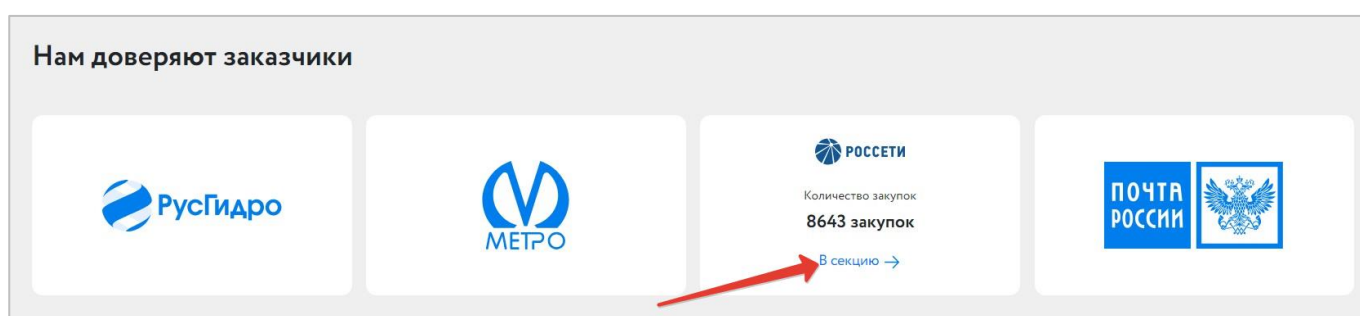 Нам доверяют заказчики
РусГидро
МЕТРО
РОССЕТИ
Количество закупок
8643 закупок
В секцию →
ПОЧТА
РОССИИ